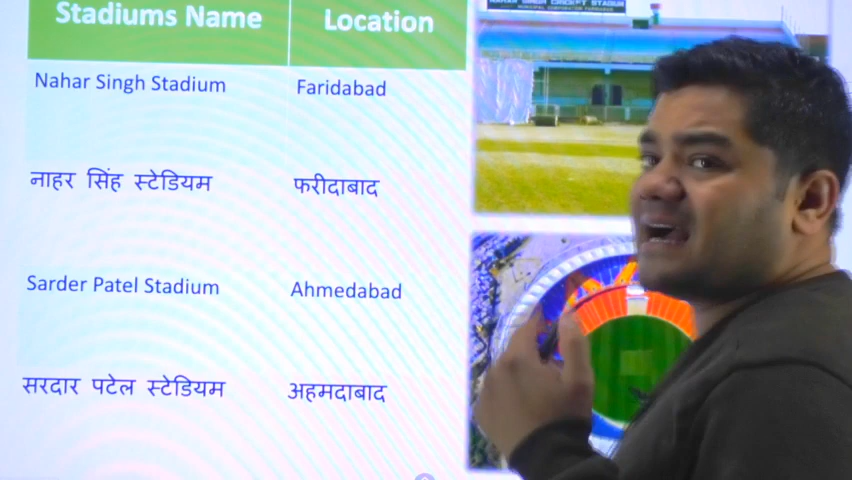 Stadiums Name Location
Nahar Singh Stadium Faridabad
नाहर सिंह स्टेडियम फरीदाबाद
Sarder Patel Stadium Ahmedabad
सरदार पटेल स्टेडियम अहमदाबाद